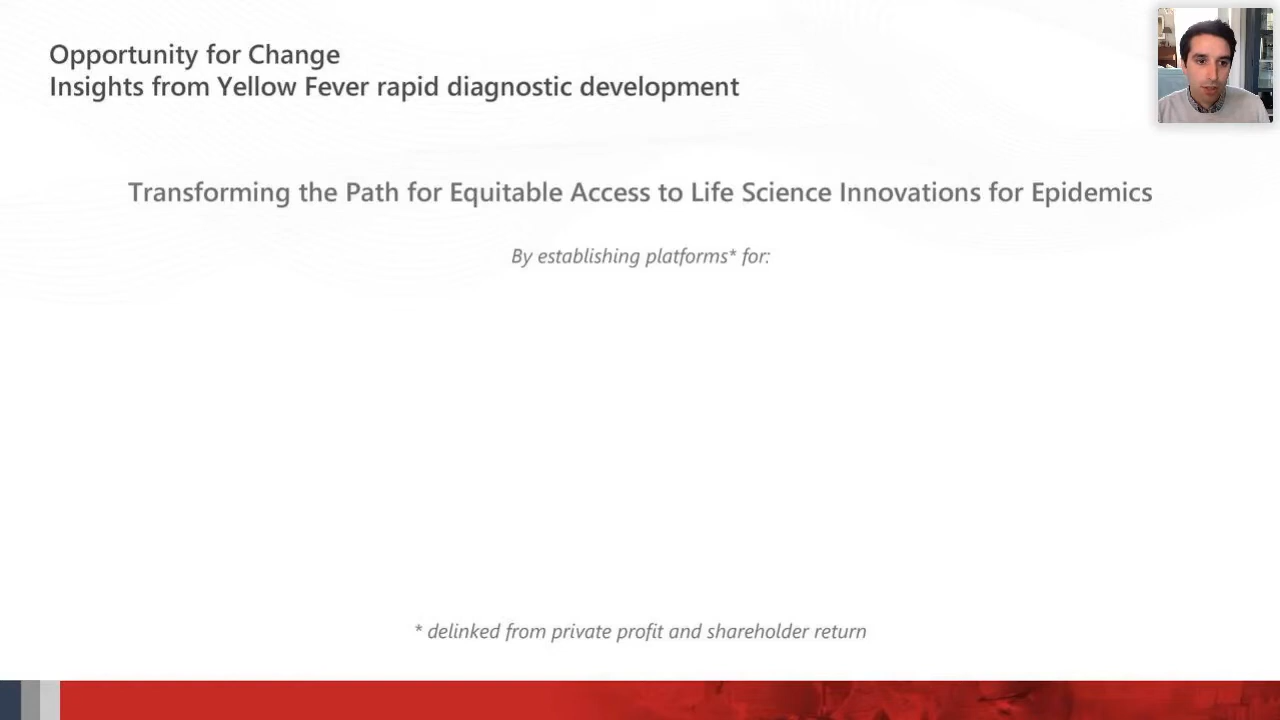 Opportunity for Change
Insights from Yellow Fever rapid diagnostic development
Transforming the Path for Equitable Access to Life Science Innovations for Epidemics
By establishing platforms* for:
* delinked from private profit and shareholder return